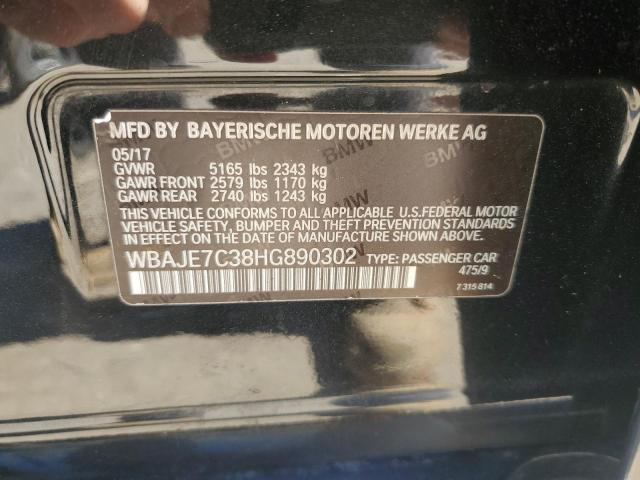 MFD BY BAYERISCHE MOTOREN WERKE AG
05/17
GVWR 5165 lbs 2343 kg
GAWR FRONT 2579 lbs 1170 kg
GAWR REAR 2740 lbs 1243 kg
THIS VEHICLE CONFORMS TO ALL APPLICABLE U.S.FEDERAL MOTOR
VEHICLE SAFETY, BUMPER, AND THEFT PREVENTION STANDARDS
IN EFFECT ON THE DATE OF MANUFACTURE SHOWN ABOVE.
WBAJE7C38HG890302 TYPE: PASSENGER CAR
475/9
7 315 814